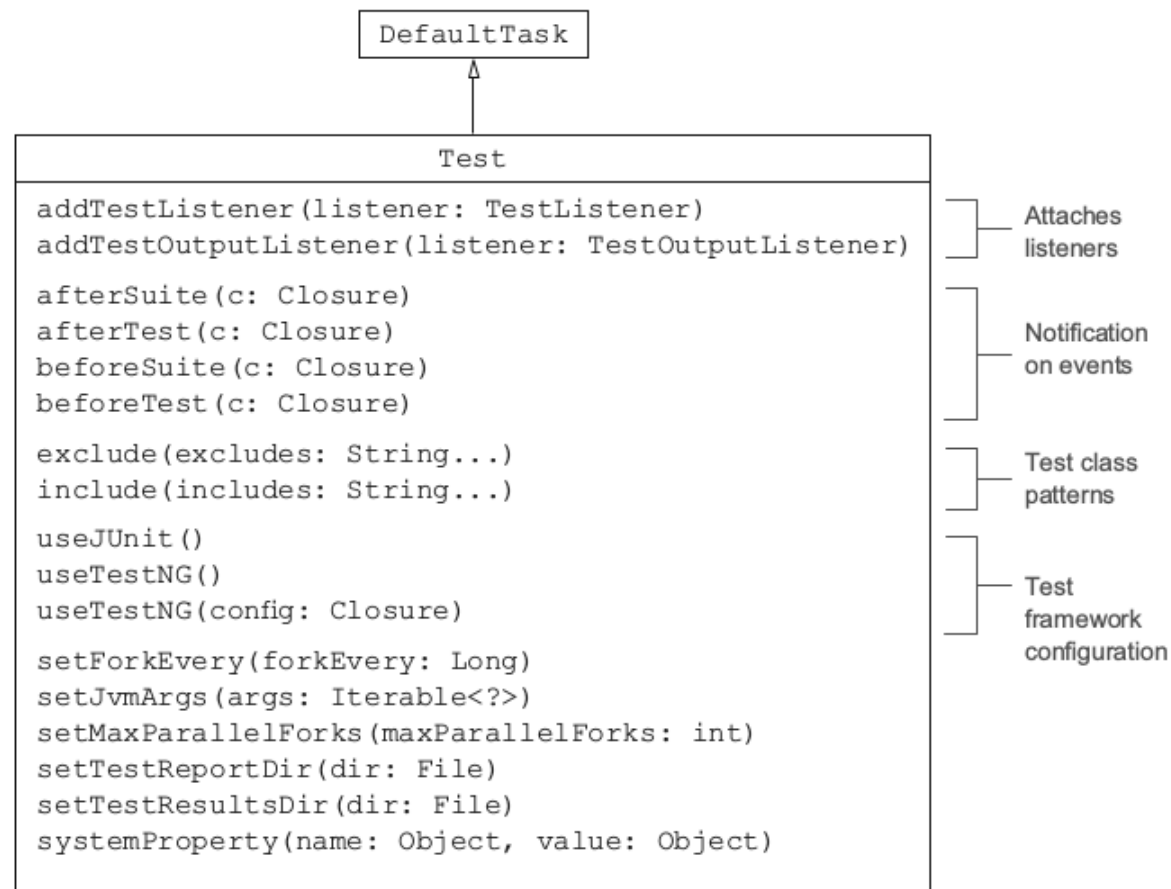 DefaultTask
Test
addTestListener(listener: TestListener)
addTestOutputListener(listener: TestOutputListener)
Attaches
listeners
afterSuite(c: Closure)
afterTest(c: Closure)
beforeSuite(c: Closure)
beforeTest(c: Closure)
Notification
on events
exclude(excludes: String...)
include(includes: String...)
Test class
patterns
useJUnit()
useTestNG()
useTestNG(config: Closure)
Test
framework
configuration
setForkEvery(forkEvery: Long)
setJvmArgs(args: Iterable<?>)
setMaxParallelForks(maxParallelForks: int)
setTestReportDir(dir: File)
setTestResultsDir(dir: File)
systemProperty(name: Object, value: Object)